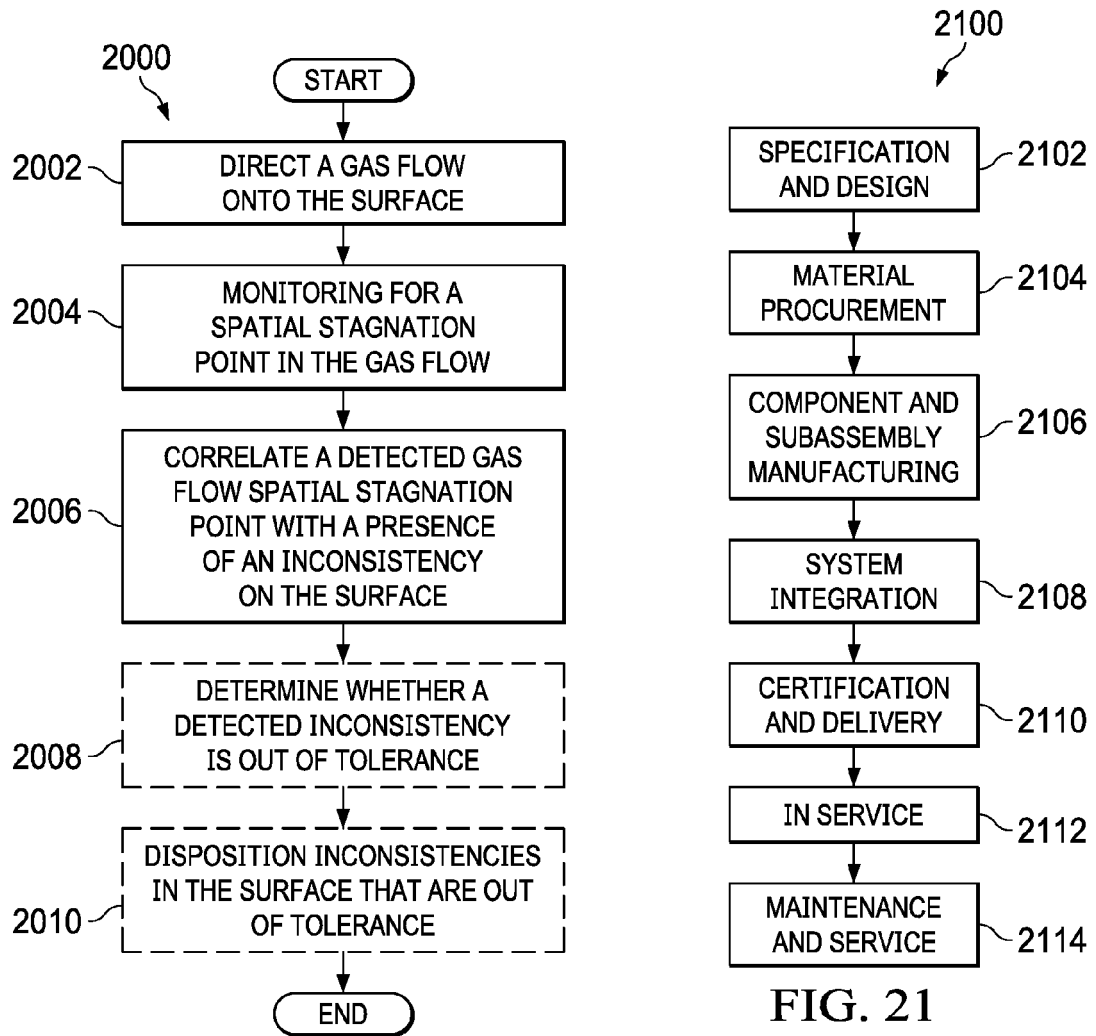 2000
START
2002
DIRECT A GAS FLOW
ONTO THE SURFACE
2004
MONITORING FOR A
SPATIAL STAGNATION
POINT IN THE GAS FLOW
2006
CORRELATE A DETECTED GAS
FLOW SPATIAL STAGNATION
POINT WITH A PRESENCE
OF AN INCONSISTENCY
ON THE SURFACE
2008
DETERMINE WHETHER A
DETECTED INCONSISTENCY
IS OUT OF TOLERANCE
2010
DISPOSITION INCONSISTENCIES
IN THE SURFACE THAT ARE OUT
OF TOLERANCE
END
2100
SPECIFICATION
AND DESIGN
2102
MATERIAL
PROCUREMENT
2104
COMPONENT AND
SUBASSEMBLY
MANUFACTURING
2106
SYSTEM
INTEGRATION
2108
CERTIFICATION
AND DELIVERY
2110
IN SERVICE
2112
MAINTENANCE
AND SERVICE
2114
FIG. 21